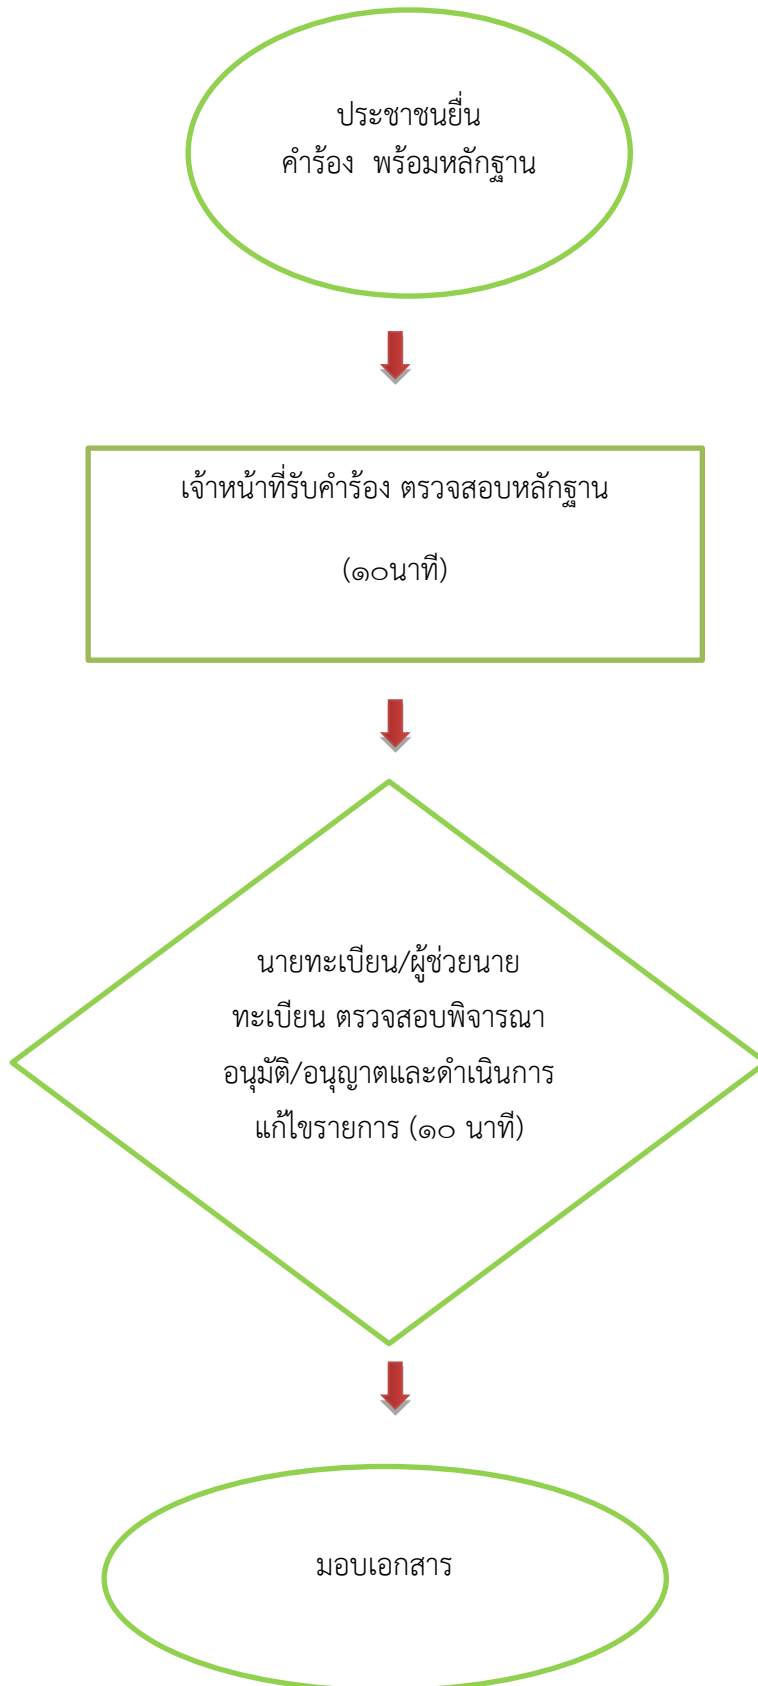 ประชาชนยื่น
คำร้อง พร้อมหลักฐาน
เจ้าหน้าที่รับคำร้อง ตรวจสอบหลักฐาน
(๑๐นาที)
นายทะเบียน/ผู้ช่วยนาย
ทะเบียน ตรวจสอบพิจารณา
อนุมัติ/อนุญาตและดำเนินการ
แก้ไขรายการ (๑๐ นาที)
มอบเอกสาร